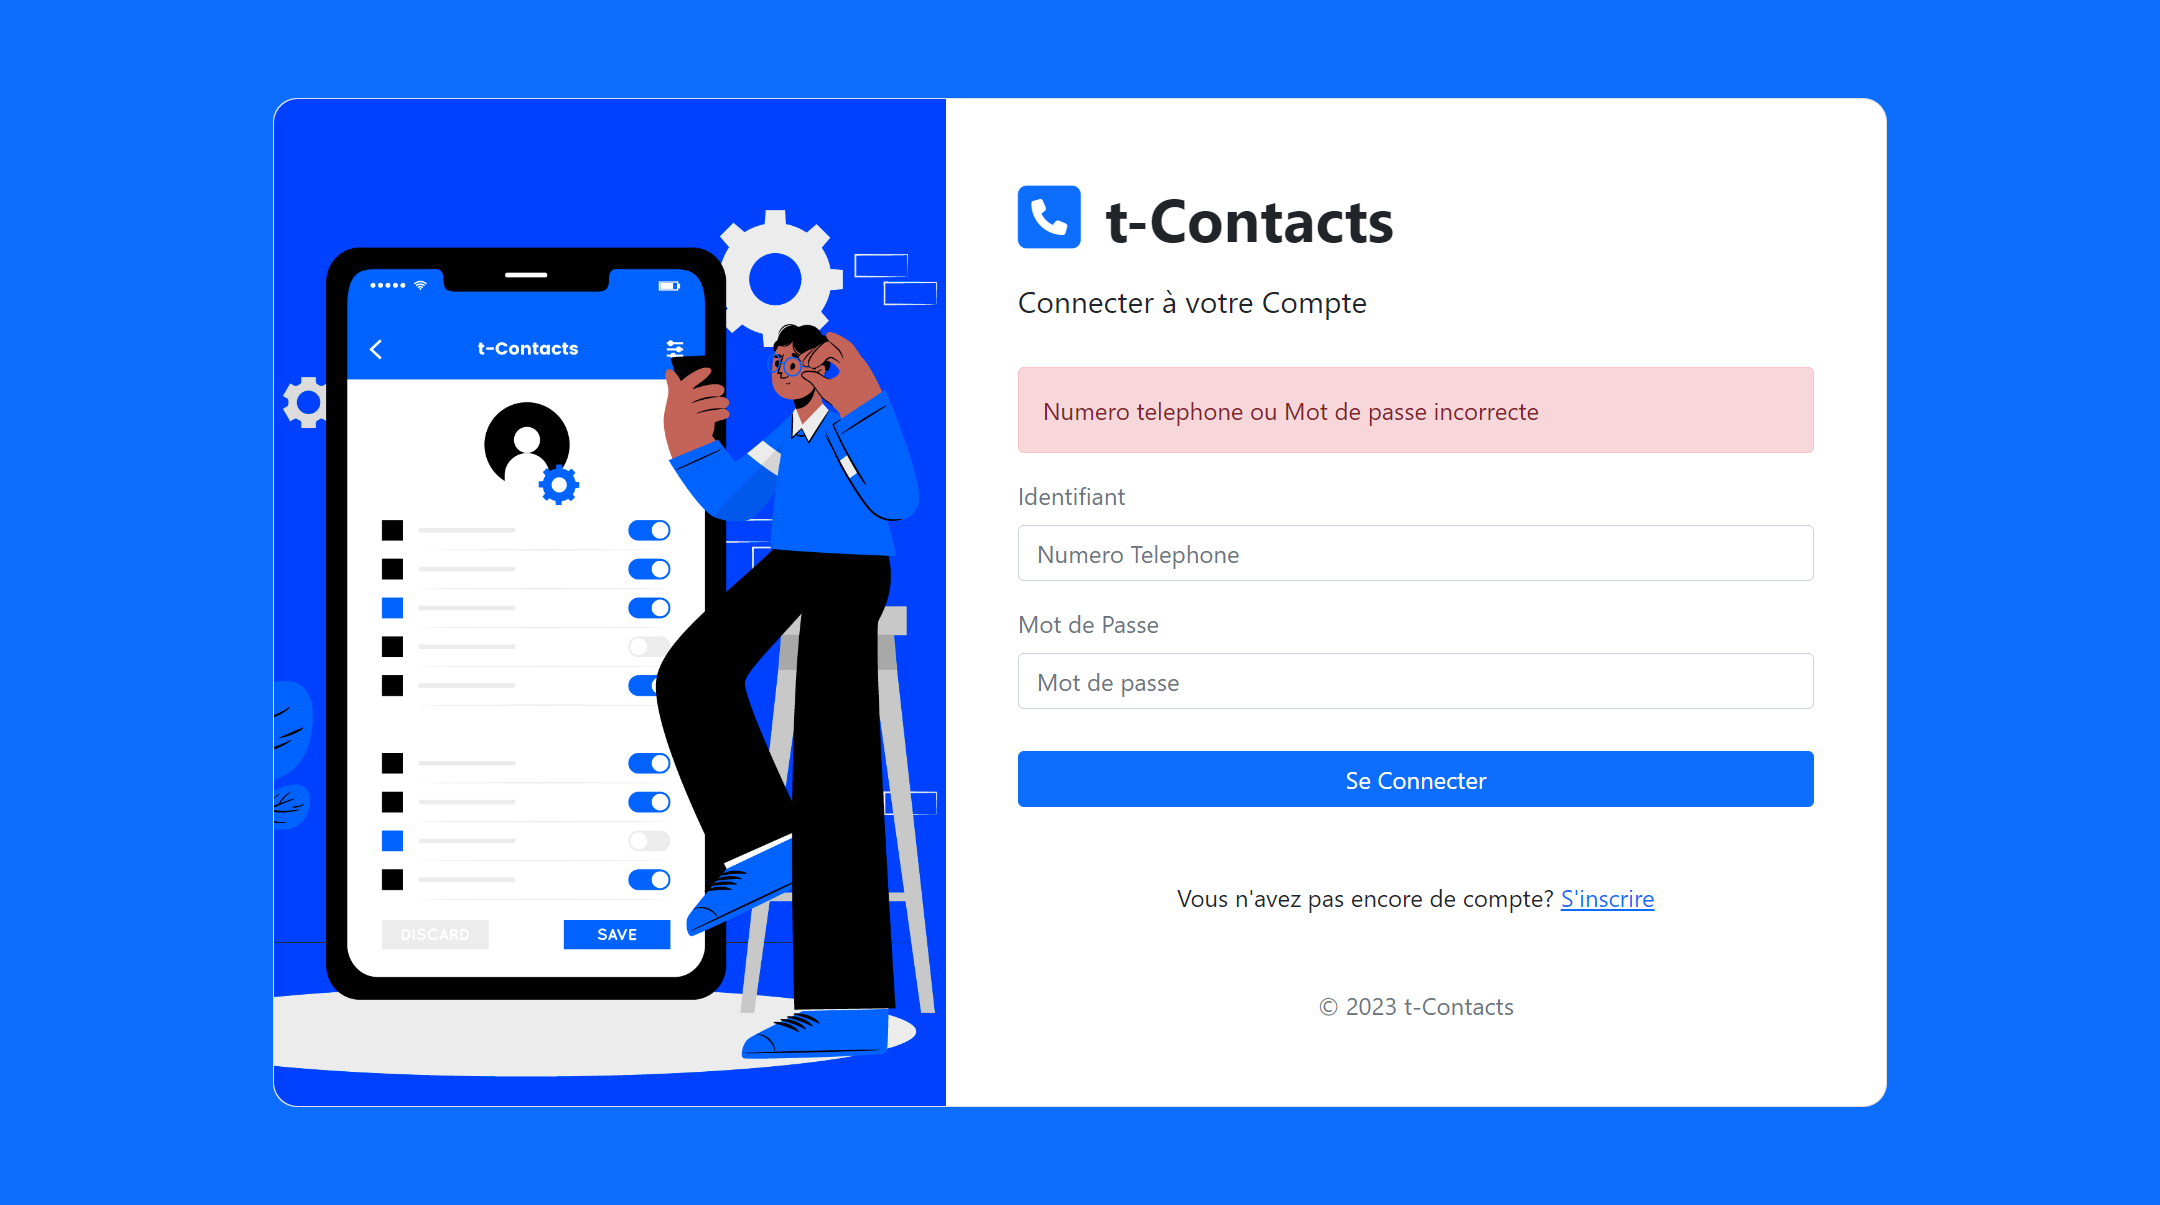 t-Contacts
DISCARD
SAVE
t-Contacts
Connecter à votre Compte
Numero telephone ou Mot de passe incorrecte
Identifiant
Numero Telephone
Mot de Passe
Mot de passe
Se Connecter
Vous n'avez pas encore de compte? S'inscrire
© 2023 t-Contacts